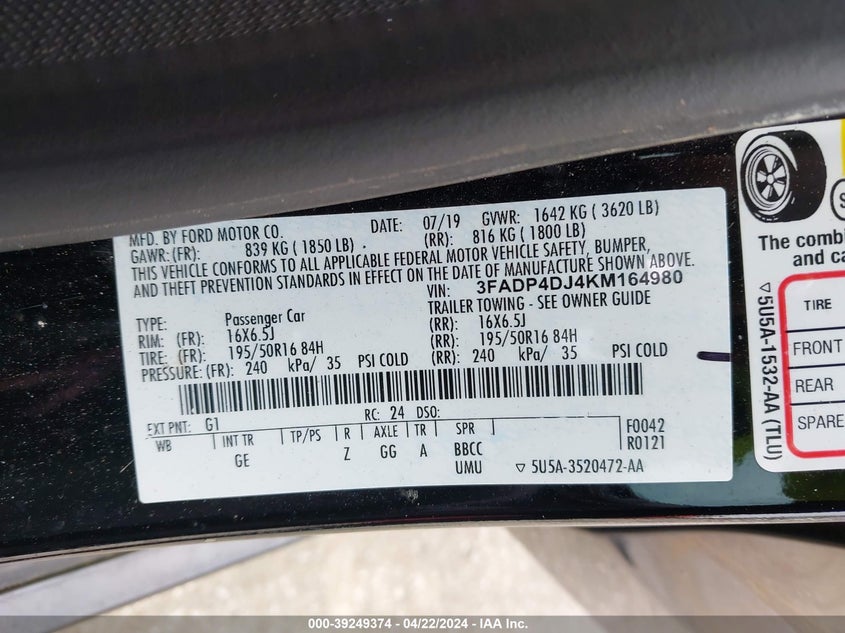 MFD. BY FORD MOTOR CO. DATE: 07/19 GVWR: 1642 KG ( 3620 LB)
GAWR:(FR): 839 KG ( 1850 LB) (RR): 816 KG ( 1800 LB)
THIS VEHICLE CONFORMS TO ALL APPLICABLE FEDERAL MOTOR VEHICLE SAFETY, BUMPER,
AND THEFT PREVENTION STANDARDS IN EFFECT ON THE DATE OF MANUFACTURE SHOWN ABOVE.
VIN: 3FADP4DJ4KM164980
TYPE: Passenger Car TRAILER TOWING - SEE OWNER GUIDE
RIM: (FR): 16X6.5J (RR): 16X6.5J
TIRE: (FR): 195/50R16 84H (RR): 195/50R16 84H
PRESSURE:(FR): 240 kPa/ 35 PSI COLD (RR): 240 kPa/ 35 PSI COLD
EXT PNT: G1 RC: 24 DSO: F0042
WB INT TR TP/PS R AXLE TR SPR R0121
GE Z GG A BBCC
UMU ▽ 5U5A-3520472-AA
The combin
and ca
TIRE
FRONT
REAR
SPARE
▽5U5A-1532-AA (TLU)
000-39249374 - 04/22/2024 - IAA Inc.